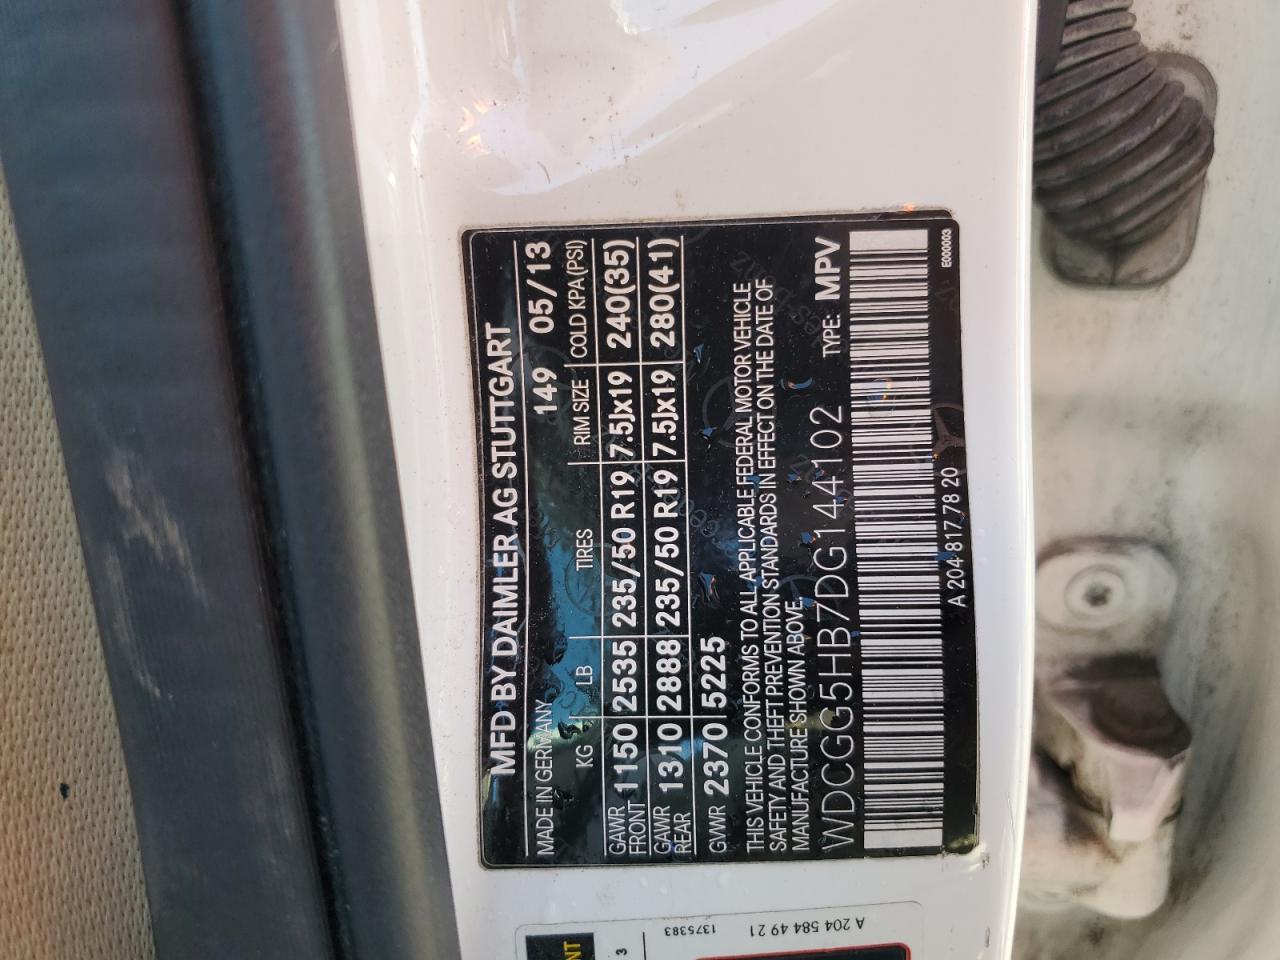 MFD BY DAIMLER AG STUTTGART
MADE IN GERMANY 149 05/13
KG LB TIRES RIM SIZE COLD KPA(PSI)
GAWR FRONT 1150 2535 235/50 R19 7.5Jx19 240(35)
GAWR REAR 1310 2888 235/50 R19 7.5Jx19 280(41)
GVWR 2370 5225
THIS VEHICLE CONFORMS TO ALL APPLICABLE FEDERAL MOTOR VEHICLE
SAFETY AND THEFT PREVENTION STANDARDS IN EFFECT ON THE DATE OF
MANUFACTURE SHOWN ABOVE.
TYPE: MPV
WDCGG5HB7DG144102
A 204 817 78 20
E000003
A 204 584 49 21
1375383
3